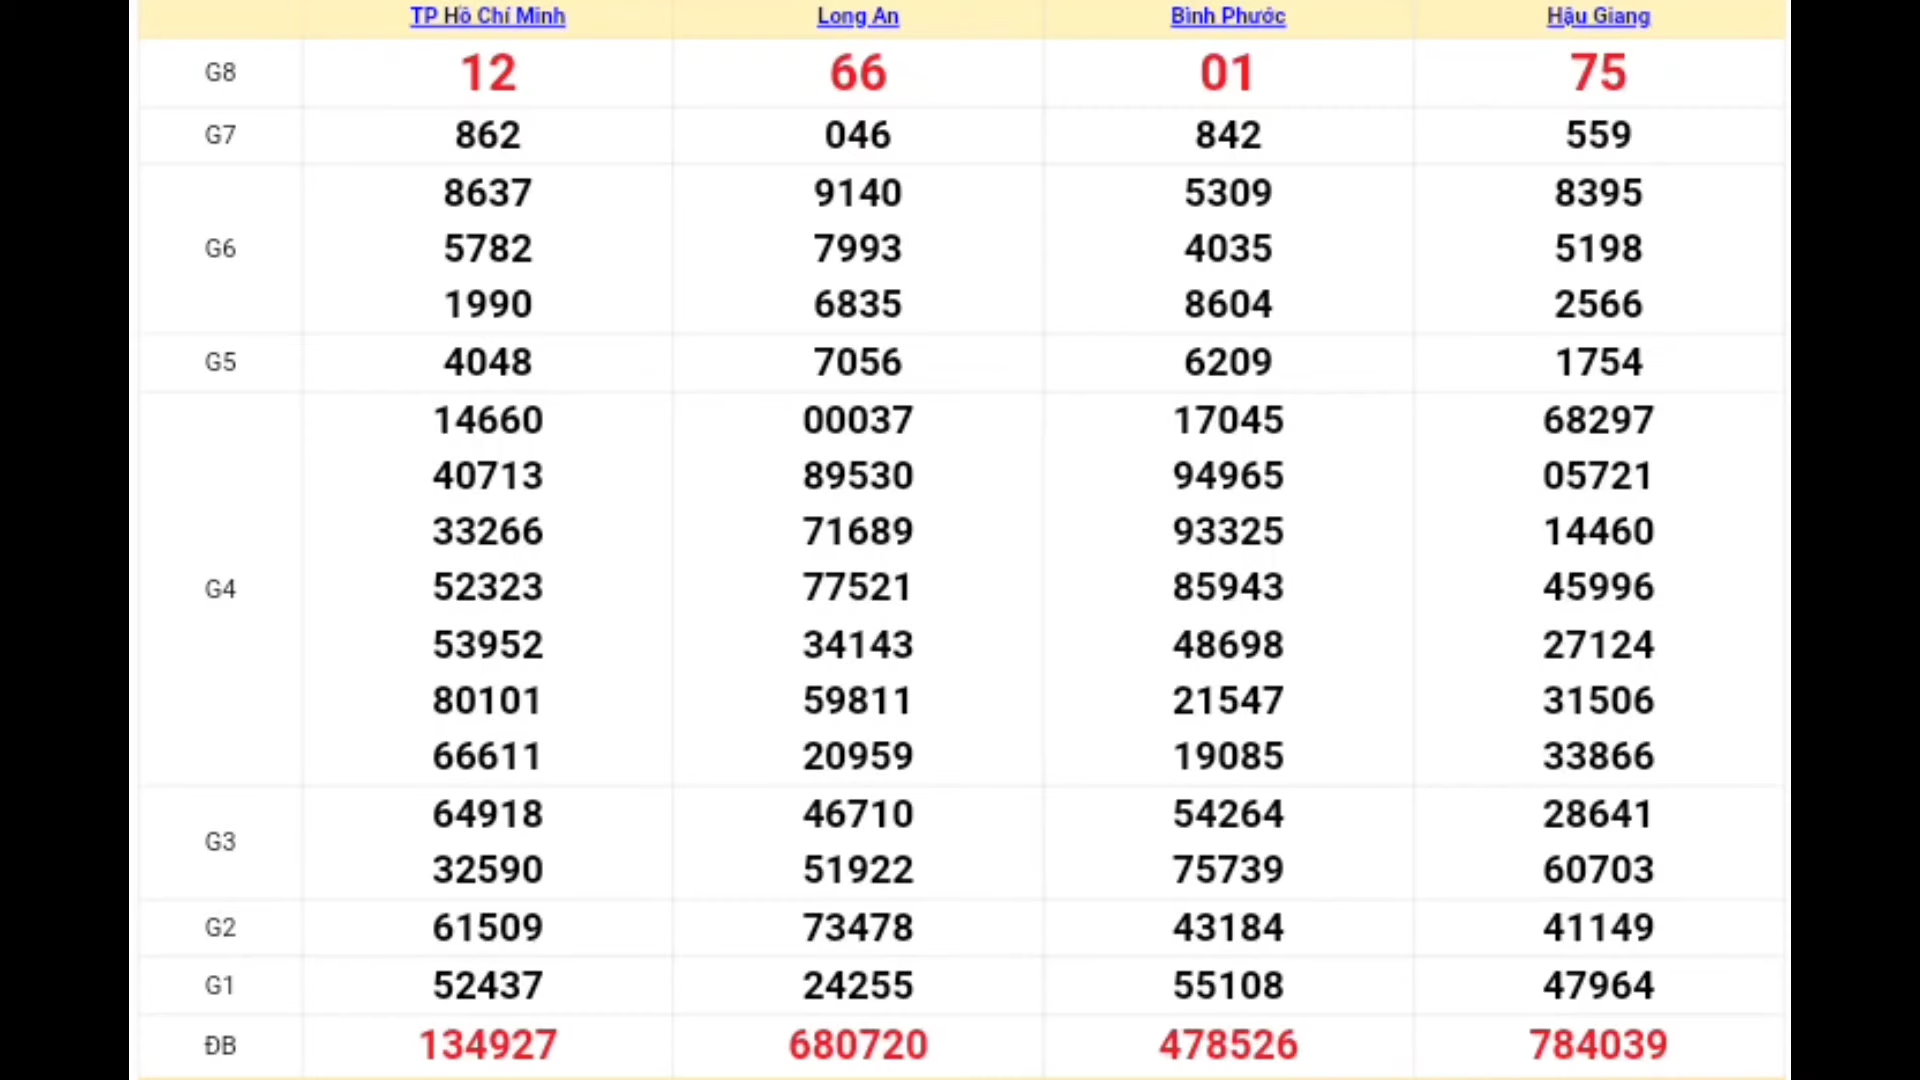 TP Hồ Chí Minh Long An Bình Phước Hậu Giang
G8 12 66 01 75
G7 862 046 842 559
8637 9140 5309 8395
G6 5782 7993 4035 5198
1990 6835 8604 2566
G5 4048 7056 6209 1754
14660 00037 17045 68297
40713 89530 94965 05721
33266 71689 93325 14460
G4 52323 77521 85943 45996
53952 34143 48698 27124
80101 59811 21547 31506
66611 20959 19085 33866
G3 64918 46710 54264 28641
32590 51922 75739 60703
G2 61509 73478 43184 41149
G1 52437 24255 55108 47964
ĐB 134927 680720 478526 784039